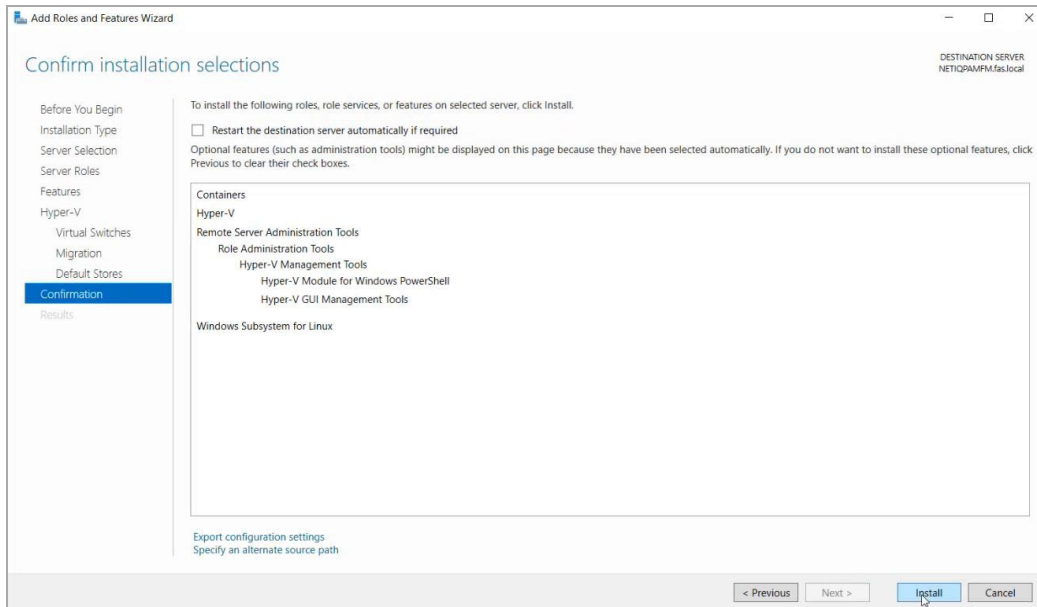 Add Roles and Features Wizard
Confirm installation selections
DESTINATION SERVER
NETIQPAMFM.fas.local
Before You Begin
Installation Type
Server Selection
Server Roles
Features
Hyper-V
Virtual Switches
Migration
Default Stores
Confirmation
Results
To install the following roles, role services, or features on selected server, click Install.
Restart the destination server automatically if required
Optional features (such as administration tools) might be displayed on this page because they have been selected automatically. If you do not want to install these optional features, click
Previous to clear their check boxes.
Containers
Hyper-V
Remote Server Administration Tools
Role Administration Tools
Hyper-V Management Tools
Hyper-V Module for Windows PowerShell
Hyper-V GUI Management Tools
Windows Subsystem for Linux
Export configuration settings
Specify an alternate source path
< Previous
Next >
Install
Cancel